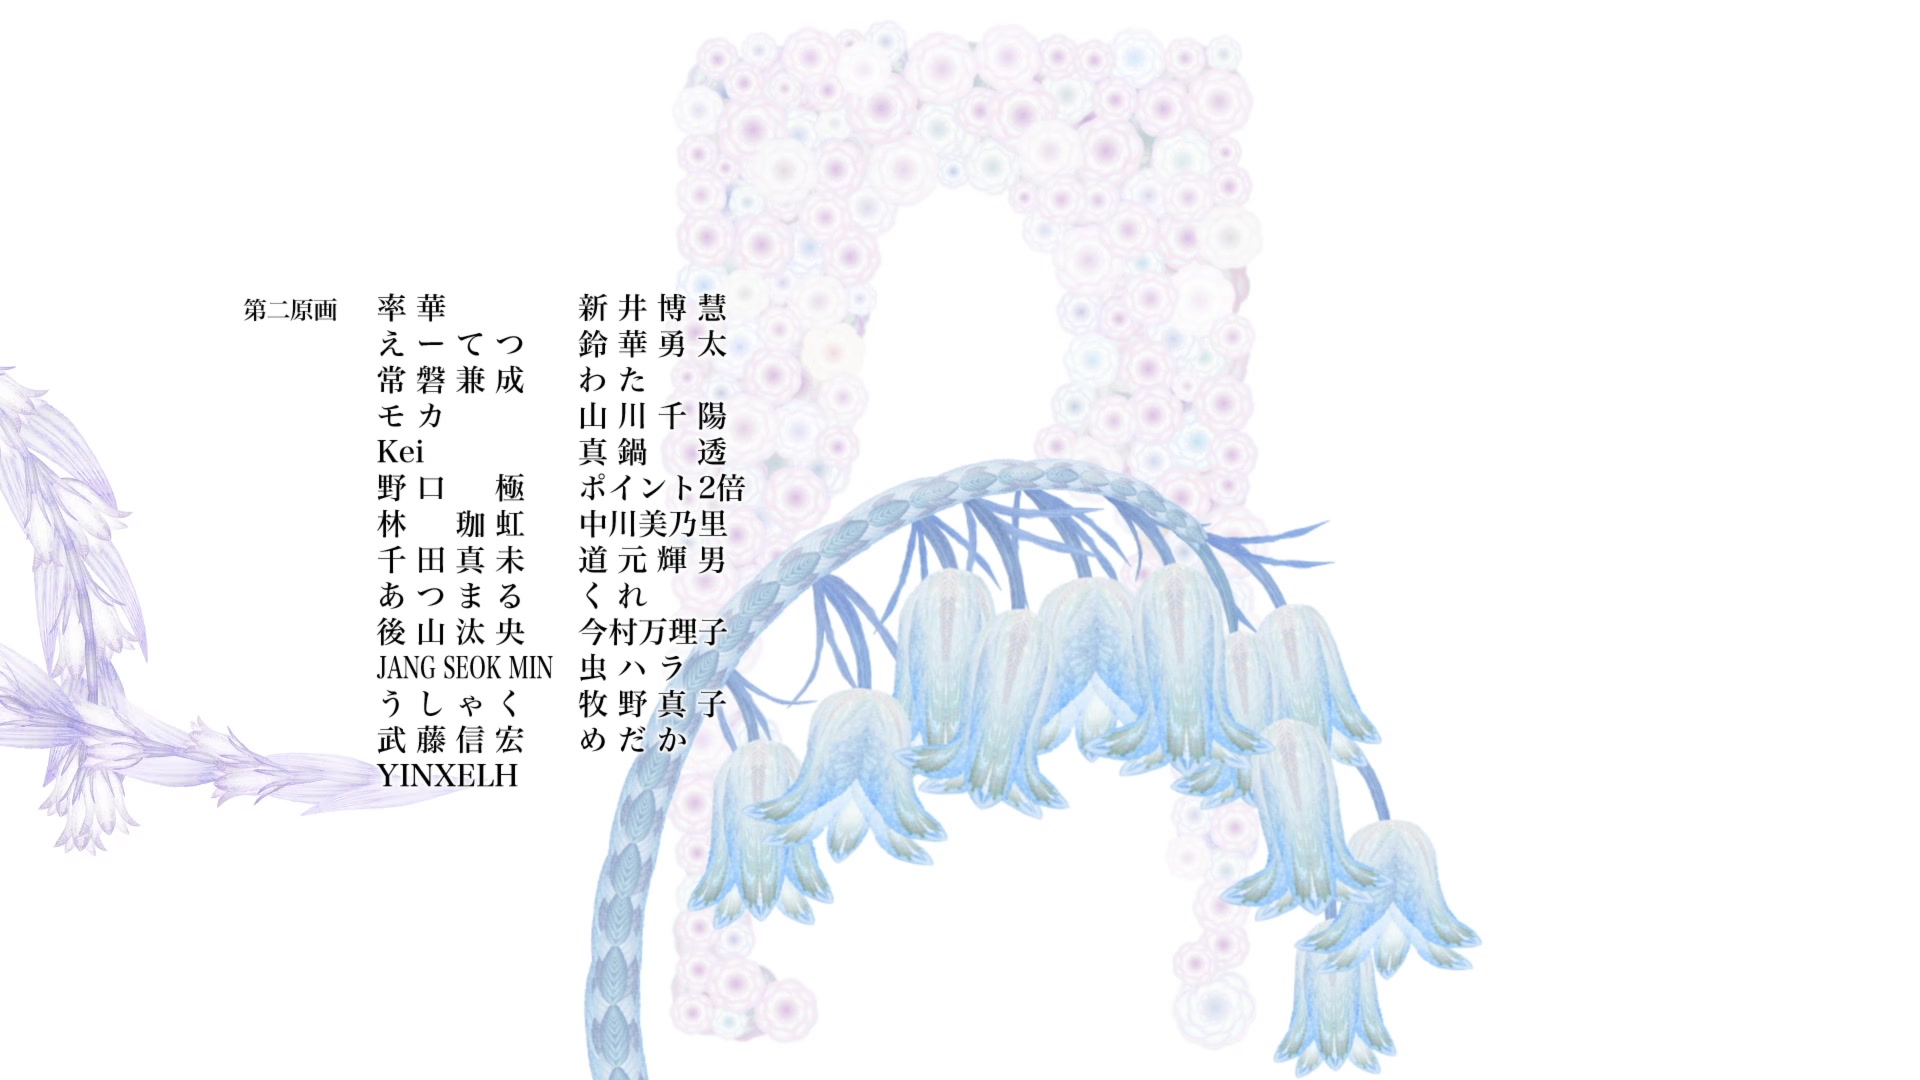 第二原画
率華 新井博慧
えーてつ 鈴華勇太
常磐兼成 わた
モカ 山川千陽
Kei 真鍋 透
野口 極 ポイント2倍
林 珈虹 中川美乃里
千田真未 道元輝男
あつまる くれ
後山汰央 今村万理子
JANG SEOK MIN 虫ハラ
うしゃく 牧野真子
武藤信宏 めだか
YINXELH